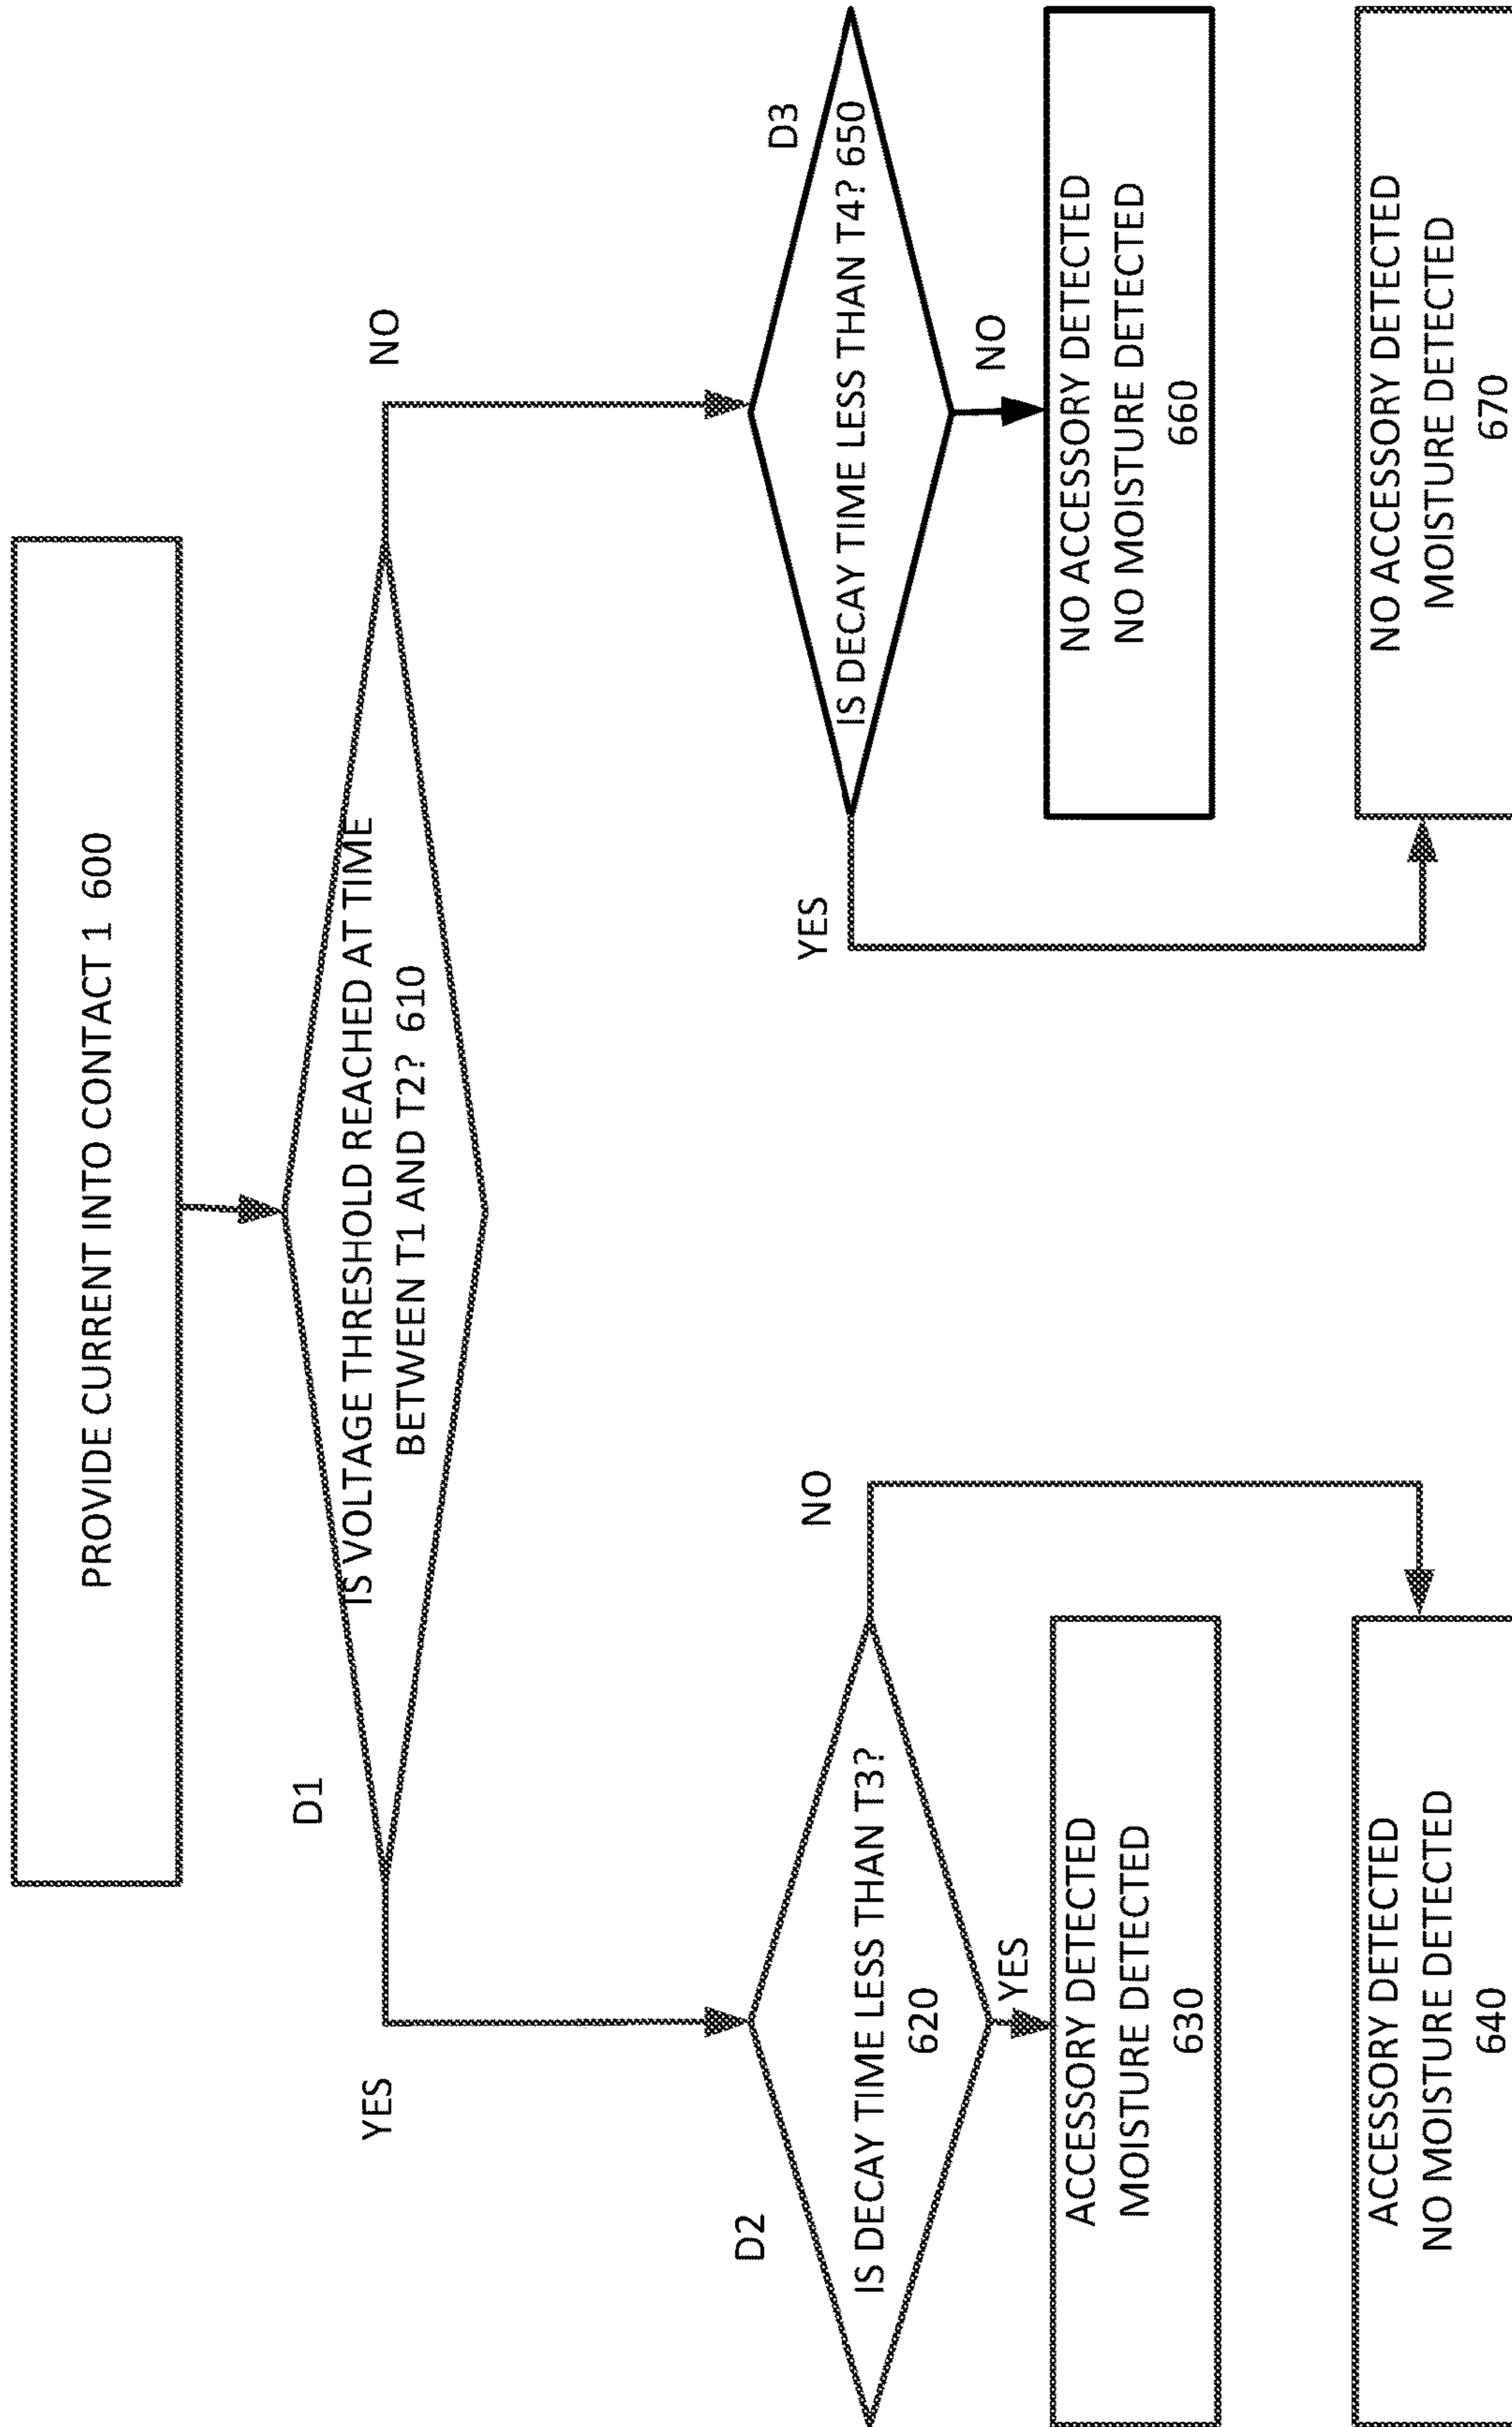 PROVIDE CURRENT INTO CONTACT 1 600
D1
IS VOLTAGE THRESHOLD REACHED AT TIME
BETWEEN T1 AND T2? 610
YES
NO
D2
IS DECAY TIME LESS THAN T3?
620
YES
NO
ACCESSORY DETECTED
MOISTURE DETECTED
630
ACCESSORY DETECTED
NO MOISTURE DETECTED
640
D3
IS DECAY TIME LESS THAN T4? 650
YES
NO
NO ACCESSORY DETECTED
NO MOISTURE DETECTED
660
NO ACCESSORY DETECTED
MOISTURE DETECTED
670